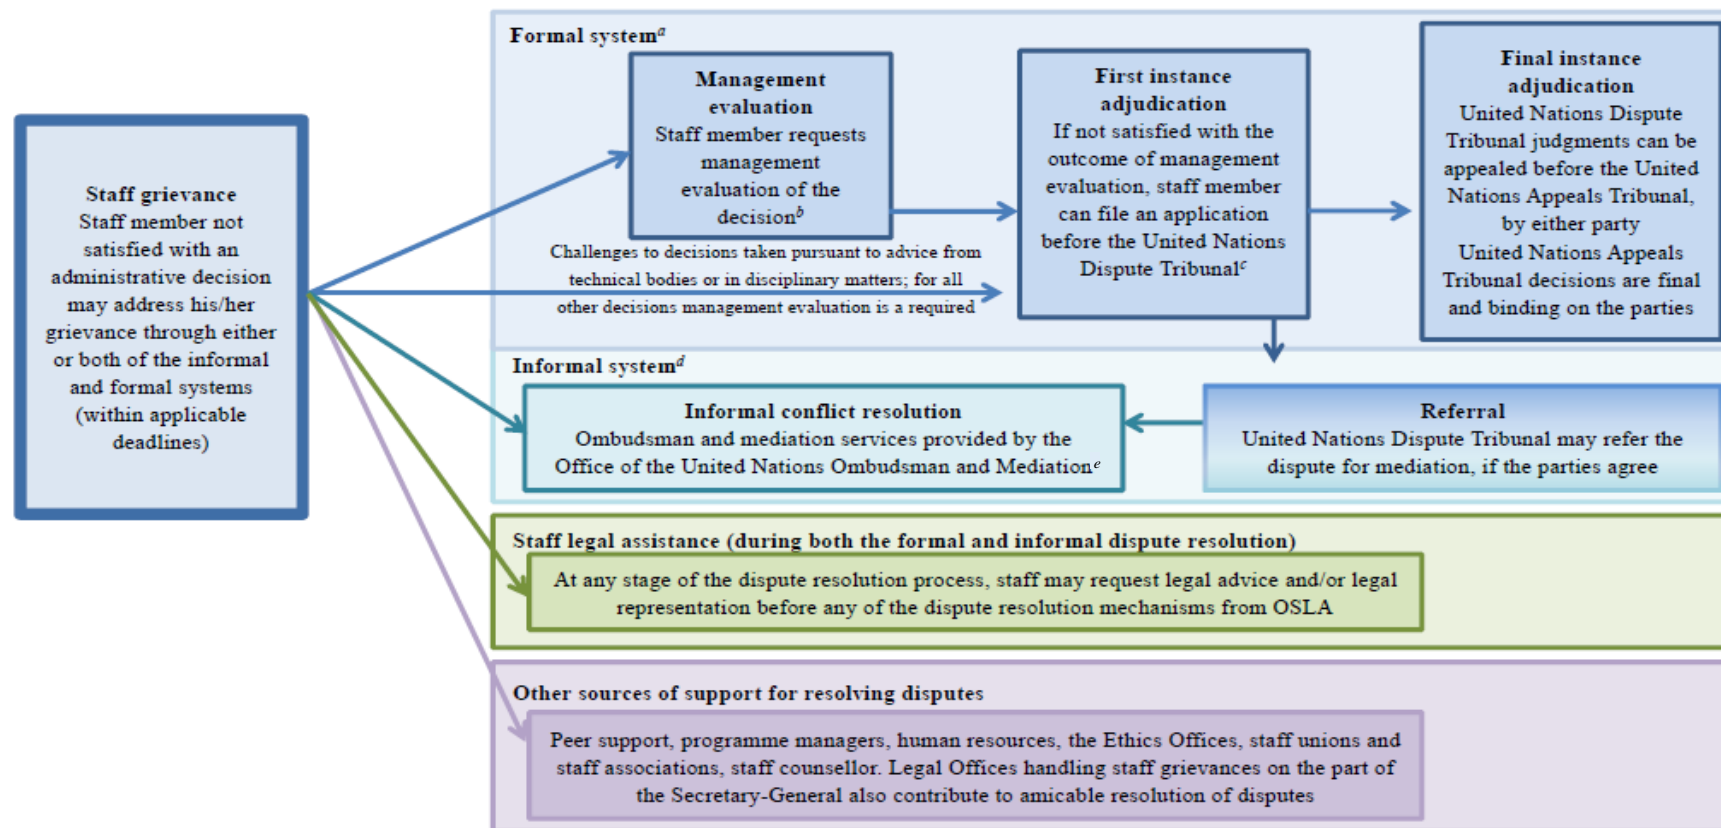 Staff grievance
Staff member not
satisfied with an
administrative decision
may address his/her
grievance through either
or both of the informal
and formal systems
(within applicable
deadlines)
Formal systemᵃ
Management
evaluation
Staff member requests
management
evaluation of the
decisionᵇ
First instance
adjudication
If not satisfied with the
outcome of management
evaluation, staff member
can file an application
before the United Nations
Dispute Tribunalᶜ
Final instance
adjudication
United Nations Dispute
Tribunal judgments can be
appealed before the United
Nations Appeals Tribunal,
by either party
United Nations Appeals
Tribunal decisions are final
and binding on the parties
Challenges to decisions taken pursuant to advice from
technical bodies or in disciplinary matters; for all
other decisions management evaluation is a required
Informal systemᵈ
Informal conflict resolution
Ombudsman and mediation services provided by the
Office of the United Nations Ombudsman and Mediationᵉ
Referral
United Nations Dispute Tribunal may refer the
dispute for mediation, if the parties agree
Staff legal assistance (during both the formal and informal dispute resolution)
At any stage of the dispute resolution process, staff may request legal advice and/or legal
representation before any of the dispute resolution mechanisms from OSLA
Other sources of support for resolving disputes
Peer support, programme managers, human resources, the Ethics Offices, staff unions and
staff associations, staff counsellor. Legal Offices handling staff grievances on the part of
the Secretary-General also contribute to amicable resolution of disputes